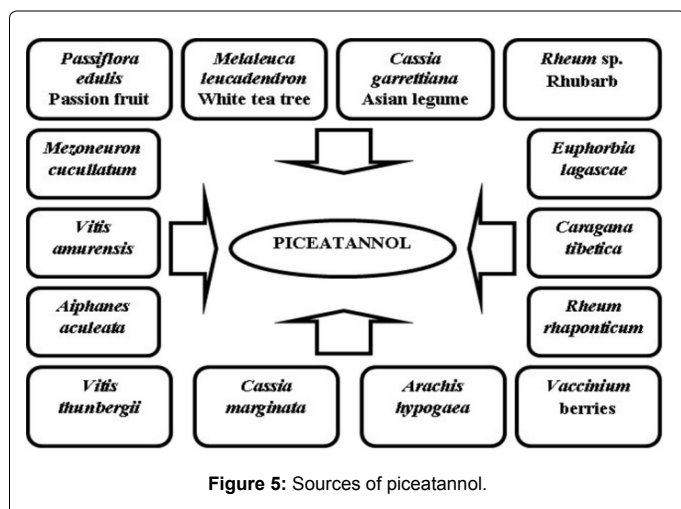 Passiflora
edulis
Passion fruit
Melaleuca
leucadendron
White tea tree
Cassia
garrettiana
Asian legume
Rheum sp.
Rhubarb
Mezoneuron
cucullatum
Euphorbia
lagascae
Vitis
amurensis
PICEATANNOL
Caragana
tibetica
Aiphanes
aculeata
Rheum
rhaponticum
Vitis
thunbergii
Cassia
marginata
Arachis
hypogaea
Vaccinium
berries
Figure 5: Sources of piceatannol.